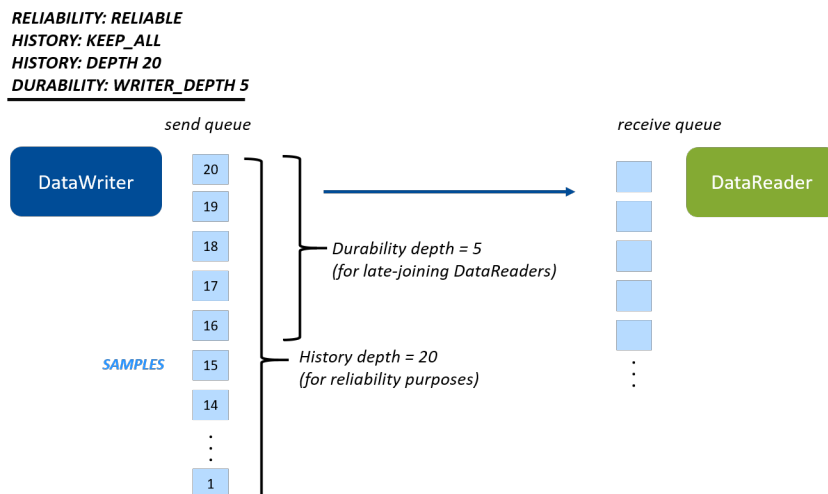 RELIABILITY: RELIABLE
HISTORY: KEEP_ALL
HISTORY: DEPTH 20
DURABILITY: WRITER_DEPTH 5
send queue
receive queue
DataWriter
20
DataReader
19
18
Durability depth = 5
(for late-joining DataReaders)
17
16
SAMPLES
15
History depth = 20
(for reliability purposes)
14
1